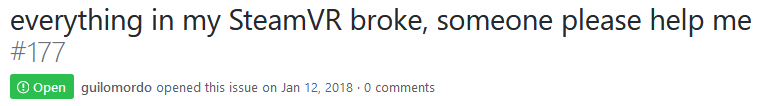 everything in my SteamVR broke, someone please help me
#177
Open guilomordo opened this issue on Jan 12, 2018 · 0 comments